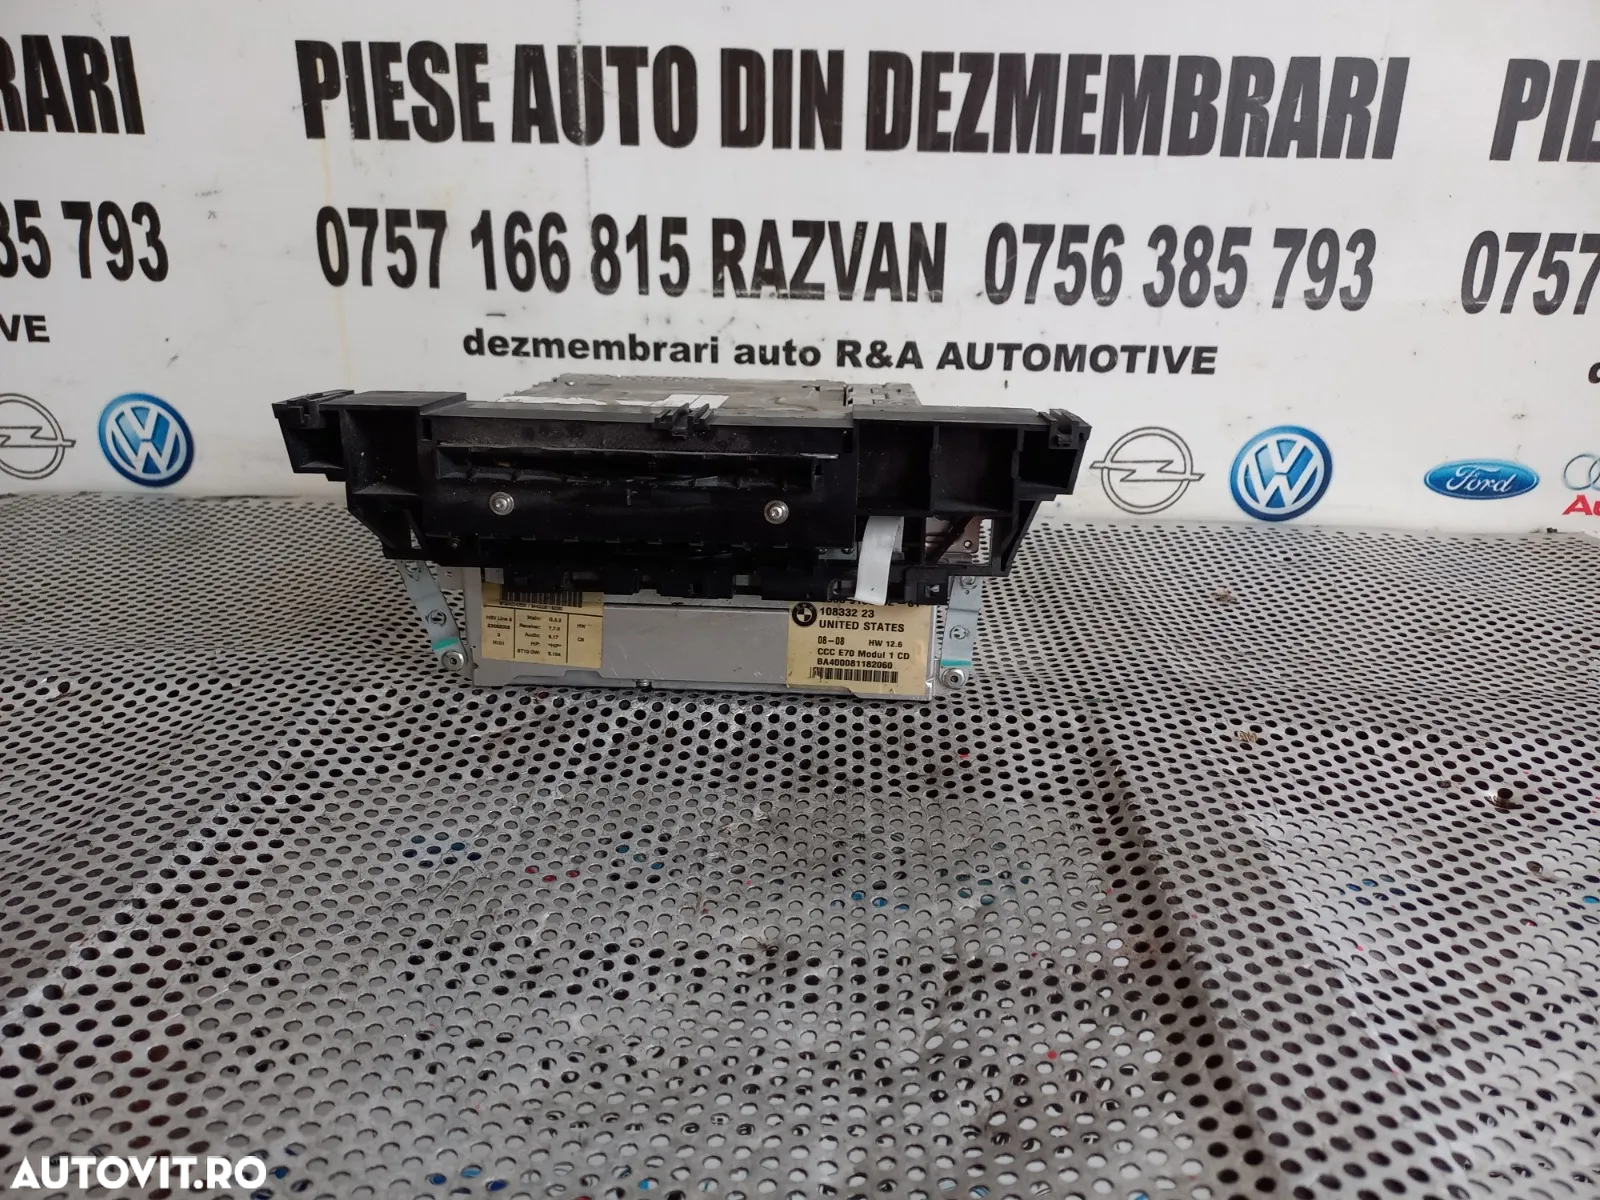 RARI PIESE AUTO DIN DEZMEMBRARI PIE
85 793 0757 166 815 RAZVAN 0756 385 793 0757
VE dezmembrari auto R&A AUTOMOTIVE d
Ford
Au
108332 23
UNITED STATES
08-08 HW 12.6
CCC E70 Modul 1 CD
BA400081182060
AUTOVIT.RO